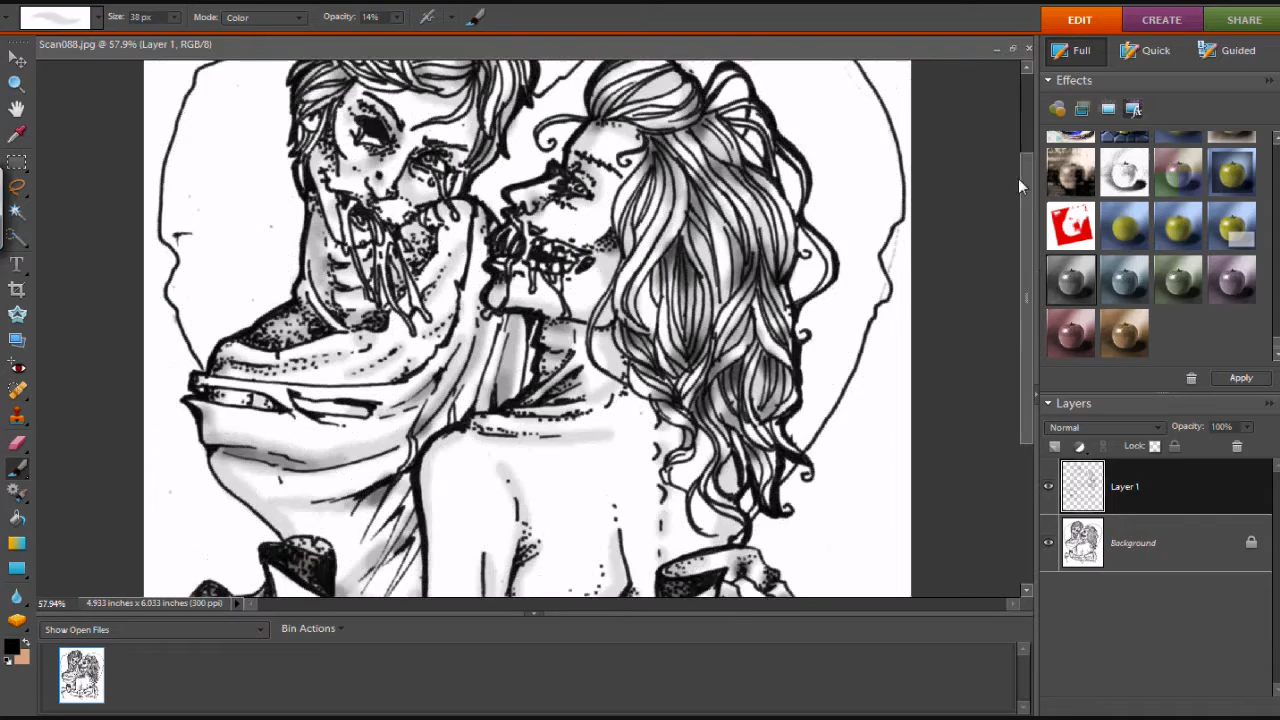 Size: 38 px Mode: Color Opacity: 14%
EDIT CREATE SHARE
Scan088.jpg @ 57.9% (Layer 1, RGB/8)
Full Quick Guided
Effects
Apply
Layers
Normal Opacity: 100%
Lock:
Layer 1
Background
57.94% 4.933 inches x 6.033 inches (300 ppi)
Show Open Files Bin Actions